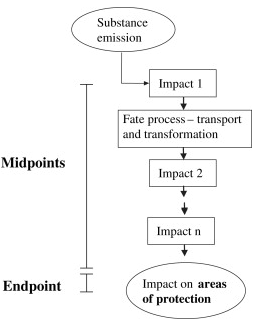 Substance
emission
Impact 1
Fate process – transport
and transformation
Midpoints
Impact 2
Impact n
Endpoint
Impact on areas
of protection